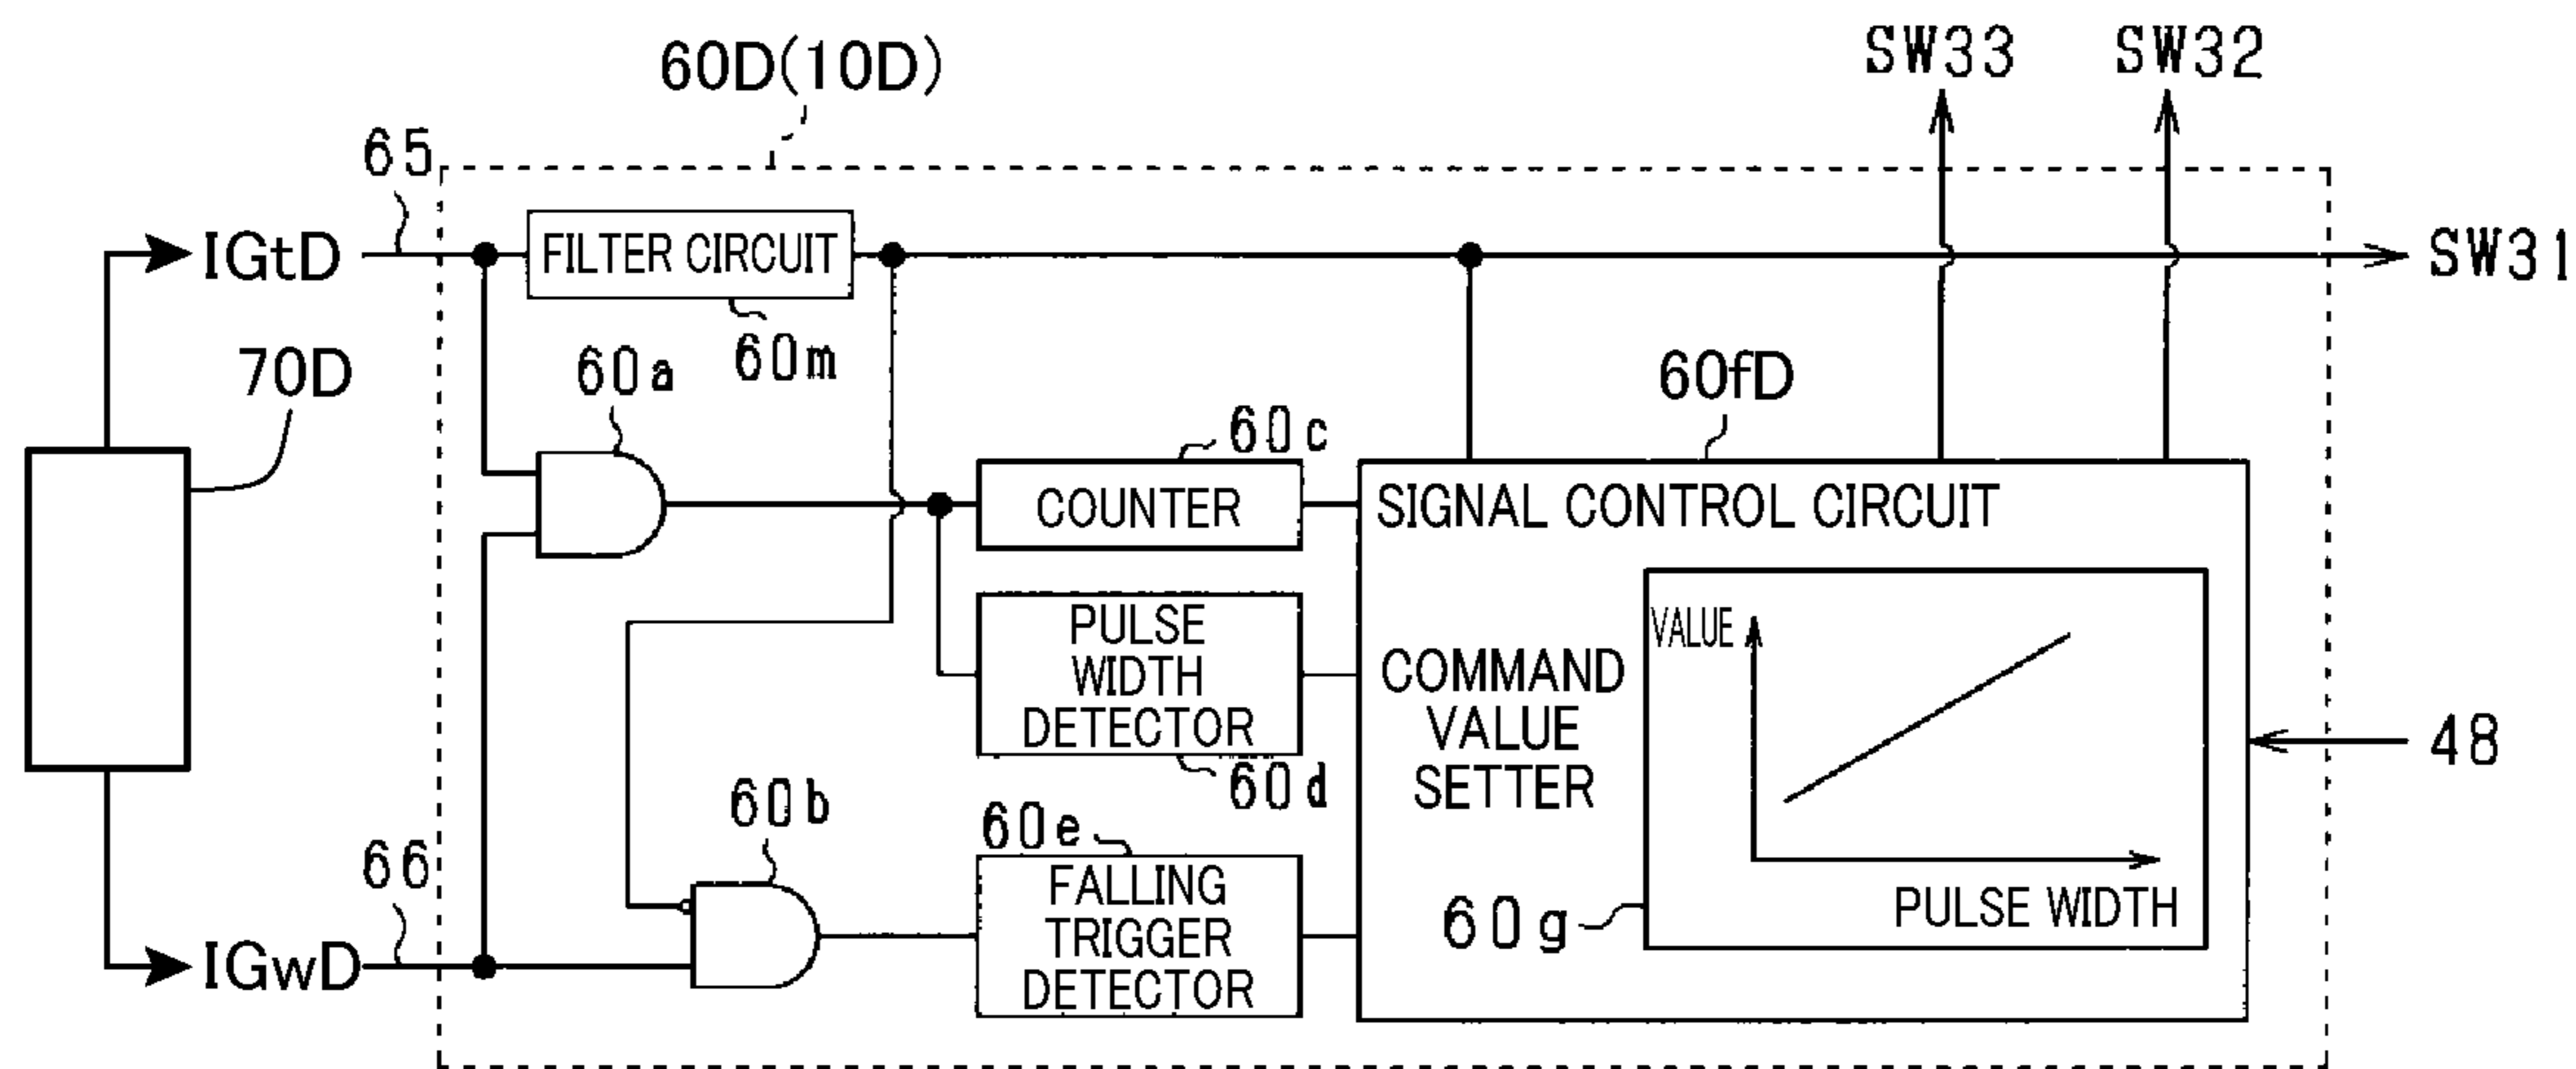 SW33
SW32
60D(10D)
65
IGtD
FILTER CIRCUIT
SW31
60m
70D
60a
60fD
60c
COUNTER
SIGNAL CONTROL CIRCUIT
PULSE
WIDTH
DETECTOR
60d
COMMAND
VALUE
SETTER
VALUE
PULSE WIDTH
60g
48
60b
60e
FALLING
TRIGGER
DETECTOR
66
IGwD